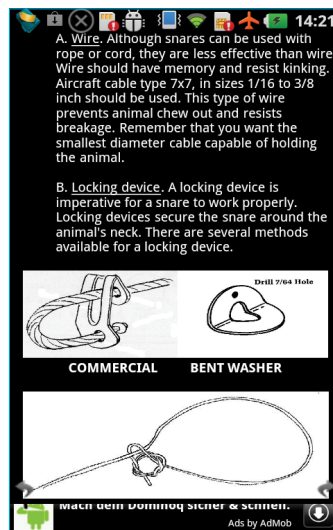 14:21
A. Wire. Although snares can be used with
rope or cord, they are less effective than wire
Wire should have memory and resist kinking.
Aircraft cable type 7x7, in sizes 1/16 to 3/8
inch should be used. This type of wire
prevents animal chew out and resists
breakage. Remember that you want the
smallest diameter cable capable of holding
the animal.
B. Locking device. A locking device is
imperative for a snare to work properly.
Locking devices secure the snare around the
animal's neck. There are several methods
available for a locking device.
Drill 7/64 Hole
COMMERCIAL BENT WASHER
Mach dein Dominoq sicher & schnell.
Ads by AdMob